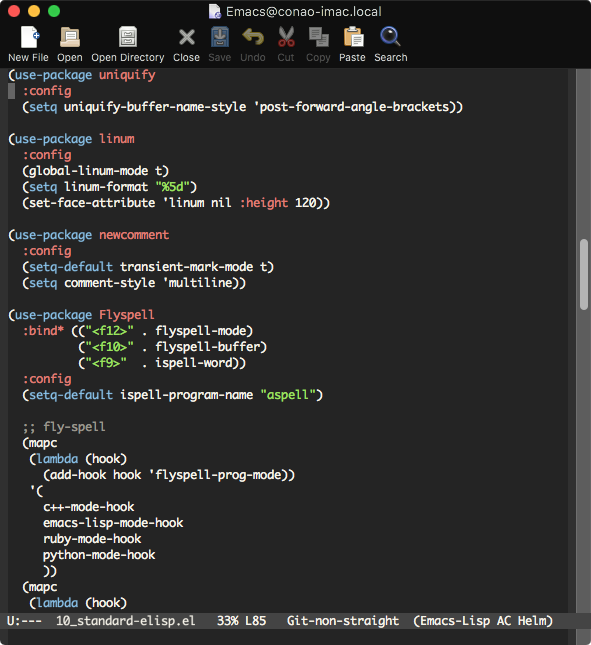 Emacs@conao-imac.local
New File Open Open Directory Close Save Undo Cut Copy Paste Search
(use-package uniquify
  :config
  (setq uniquify-buffer-name-style 'post-forward-angle-brackets))

(use-package linum
  :config
  (global-linum-mode t)
  (setq linum-format "%5d")
  (set-face-attribute 'linum nil :height 120))

(use-package newcomment
  :config
  (setq-default transient-mark-mode t)
  (setq comment-style 'multiline))

(use-package Flyspell
  :bind* (("<f12>" . flyspell-mode)
          ("<f10>" . flyspell-buffer)
          ("<f9>"  . ispell-word))
  :config
  (setq-default ispell-program-name "aspell")

  ;; fly-spell
  (mapc
   (lambda (hook)
     (add-hook hook 'flyspell-prog-mode))
   '(
     c++-mode-hook
     emacs-lisp-mode-hook
     ruby-mode-hook
     python-mode-hook
     ))
  (mapc
   (lambda (hook)
U:---  10_standard-elisp.el   33% L85   Git-non-straight  (Emacs-Lisp AC Helm)